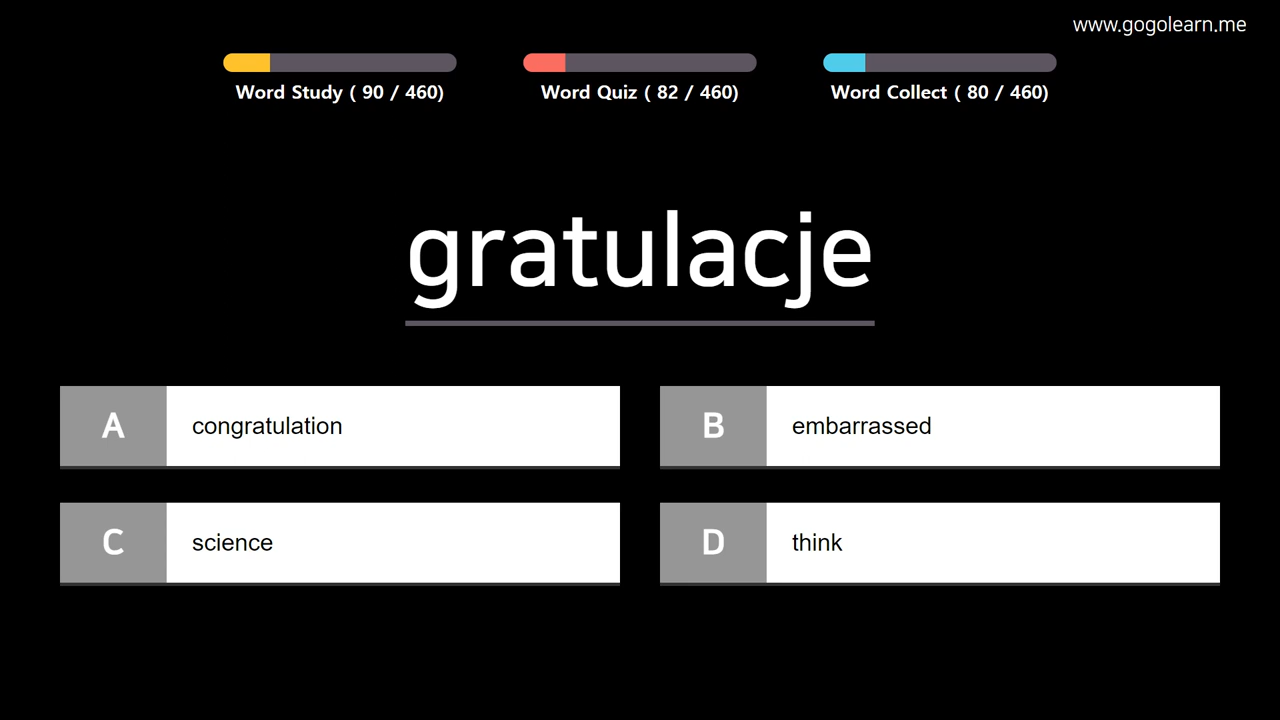 www.gogolearn.me
Word Study ( 90 / 460)
Word Quiz ( 82 / 460)
Word Collect ( 80 / 460)
gratulacje
A congratulation
B embarrassed
C science
D think